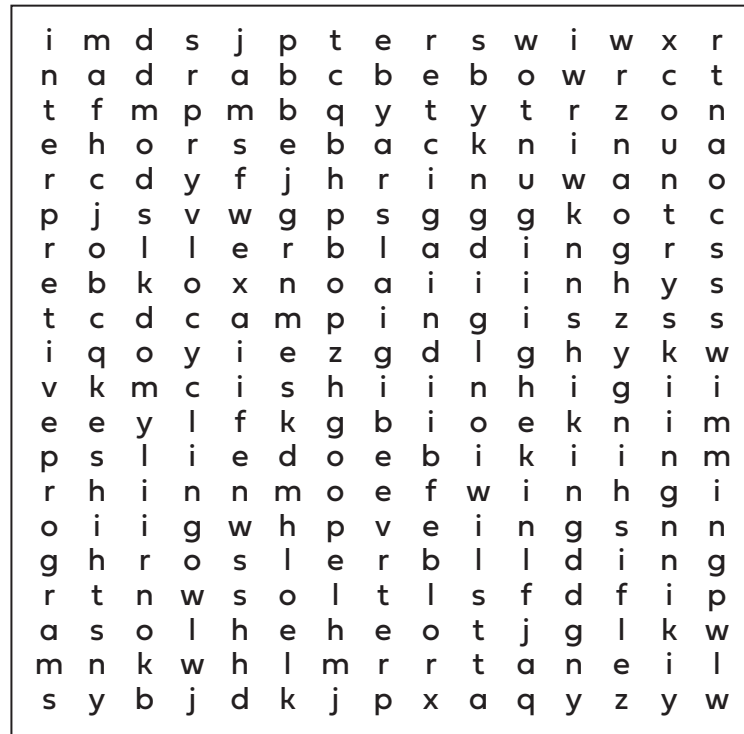 i m d s j p t e r s w i w x r
n a d r a b c b e b o w r c t
t f m p m b q y t y t r z o n
e h o r s e b a c k n i n u a
r c d y f j h r i n u w a n o
p j s v w g p s g g g k o t c
r o l l e r b l a d i n g r s
e b k o x n o a i i i n h y s
t c d c a m p i n g i s z s s
i q o y i e z g d l g h y k w
v k m c i s h i i n h i g i i
e e y l f k g b i o e k n i m
p s l i e d o e b i k i i n m
r h i n n m o e f w i n h g i
o i i g w h p v e i n g s n n
g h r o s l e r b l l d i n g
r t n w s o l t l s f d f i p
a s o l h e h e o t j g l k w
m n k w h l m r r t a n e i l
s y b j d k j p x a q y z y w